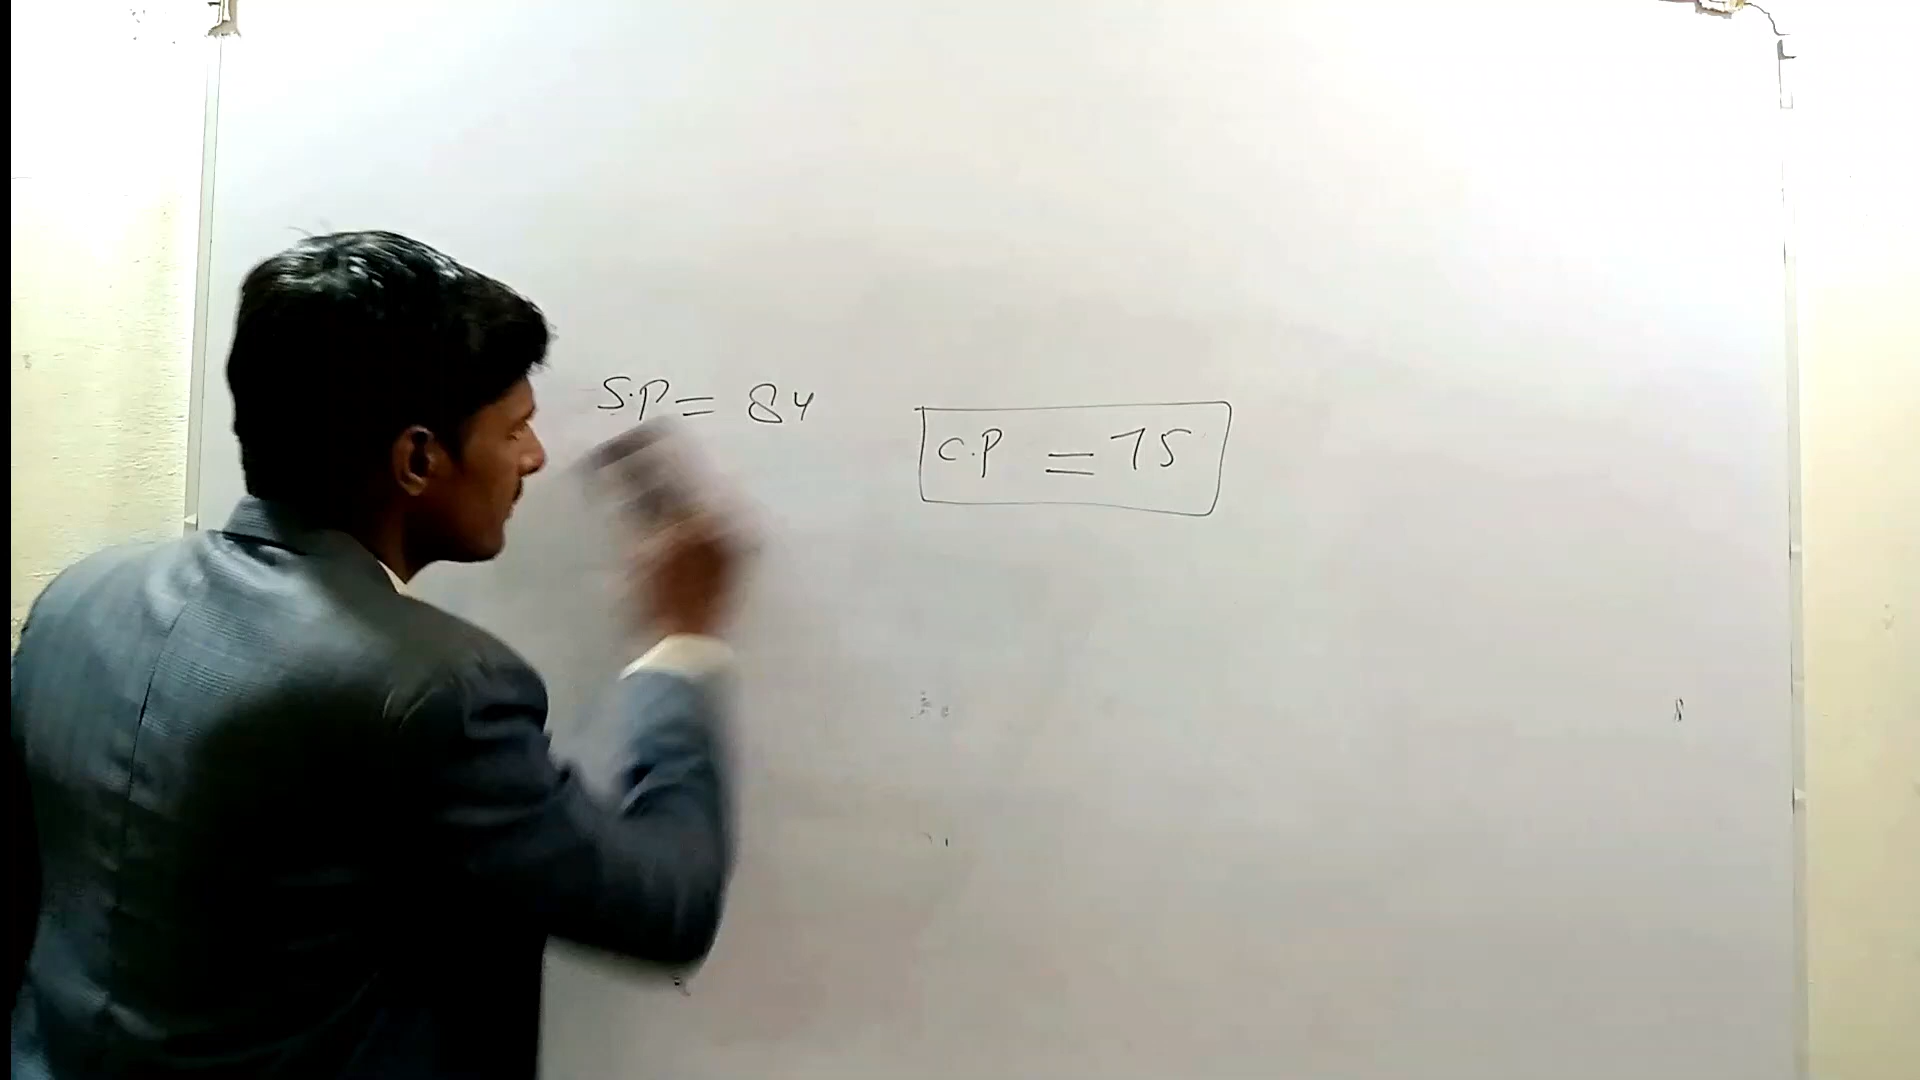 S.P = 84
C.P = 75